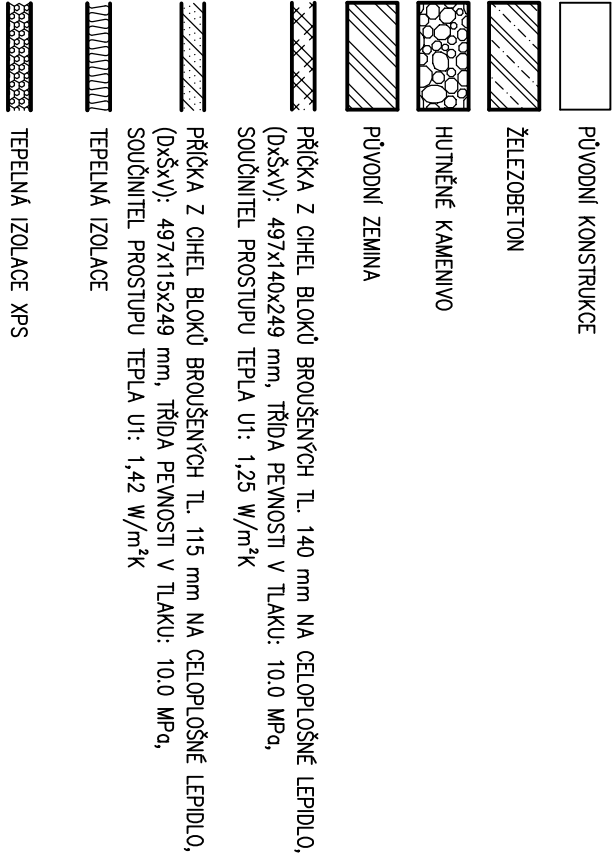 PŮVODNÍ KONSTRUKCE
ŽELEZOBETON
HUTNĚNÉ KAMENIVO
PŮVODNÍ ZEMINA
PŘÍČKA Z CIHEL BLOKŮ BROUŠENÝCH TL. 140 mm NA CELOPLOŠNÉ LEPIDLO,
(DxŠxV): 497x140x249 mm, TŘÍDA PEVNOSTI V TLAKU: 10.0 MPa,
SOUČINITEL PROSTUPU TEPLA U1: 1,25 W/m²K
PŘÍČKA Z CIHEL BLOKŮ BROUŠENÝCH TL. 115 mm NA CELOPLOŠNÉ LEPIDLO,
(DxŠxV): 497x115x249 mm, TŘÍDA PEVNOSTI V TLAKU: 10.0 MPa,
SOUČINITEL PROSTUPU TEPLA U1: 1,42 W/m²K
TEPELNÁ IZOLACE
TEPELNÁ IZOLACE XPS